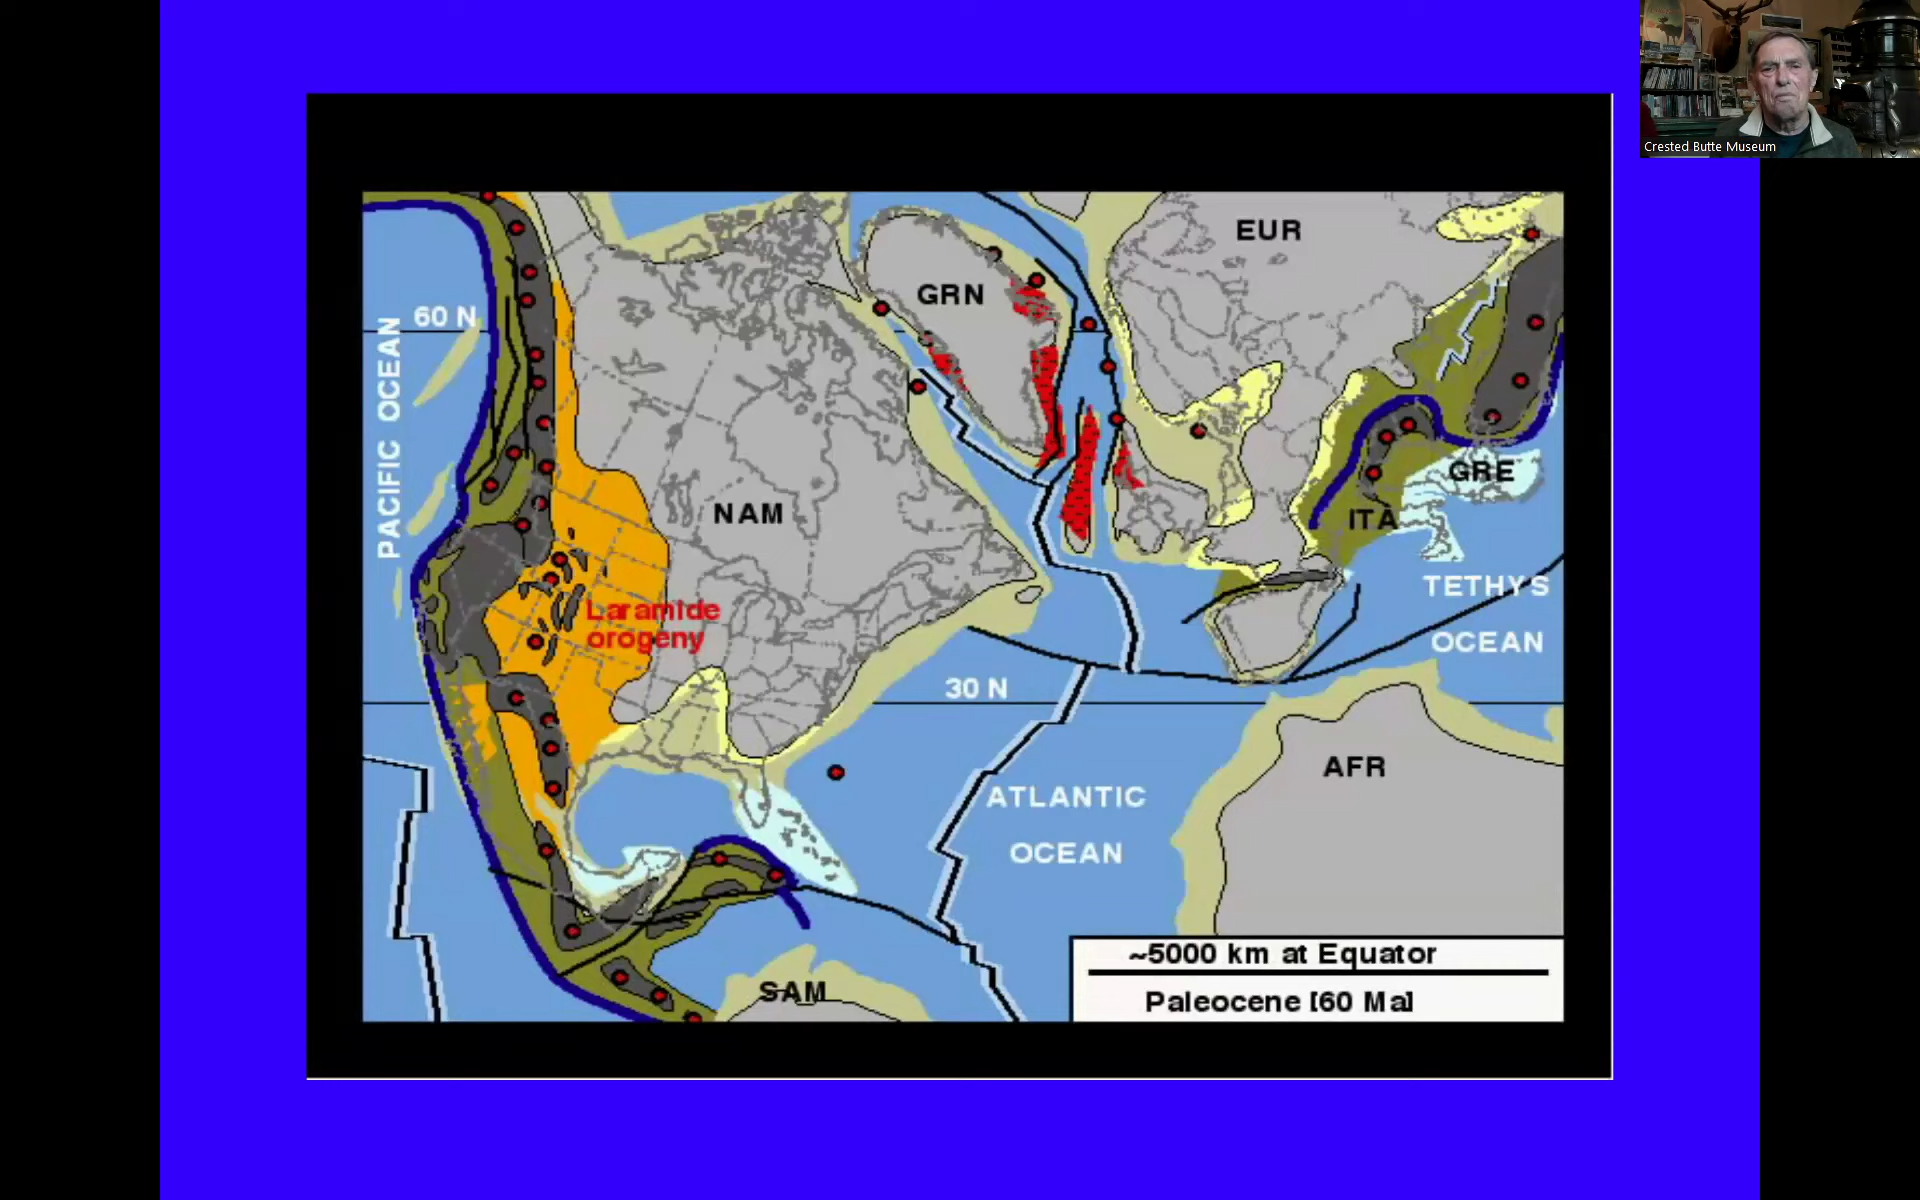 Crested Butte Museum
EUR
GRN
60 N
PACIFIC OCEAN
GRE
NAM
ITA
TETHYS
OCEAN
Laramide
orogeny
30 N
AFR
ATLANTIC
OCEAN
SAM
~5000 km at Equator
Paleocene [60 Ma]